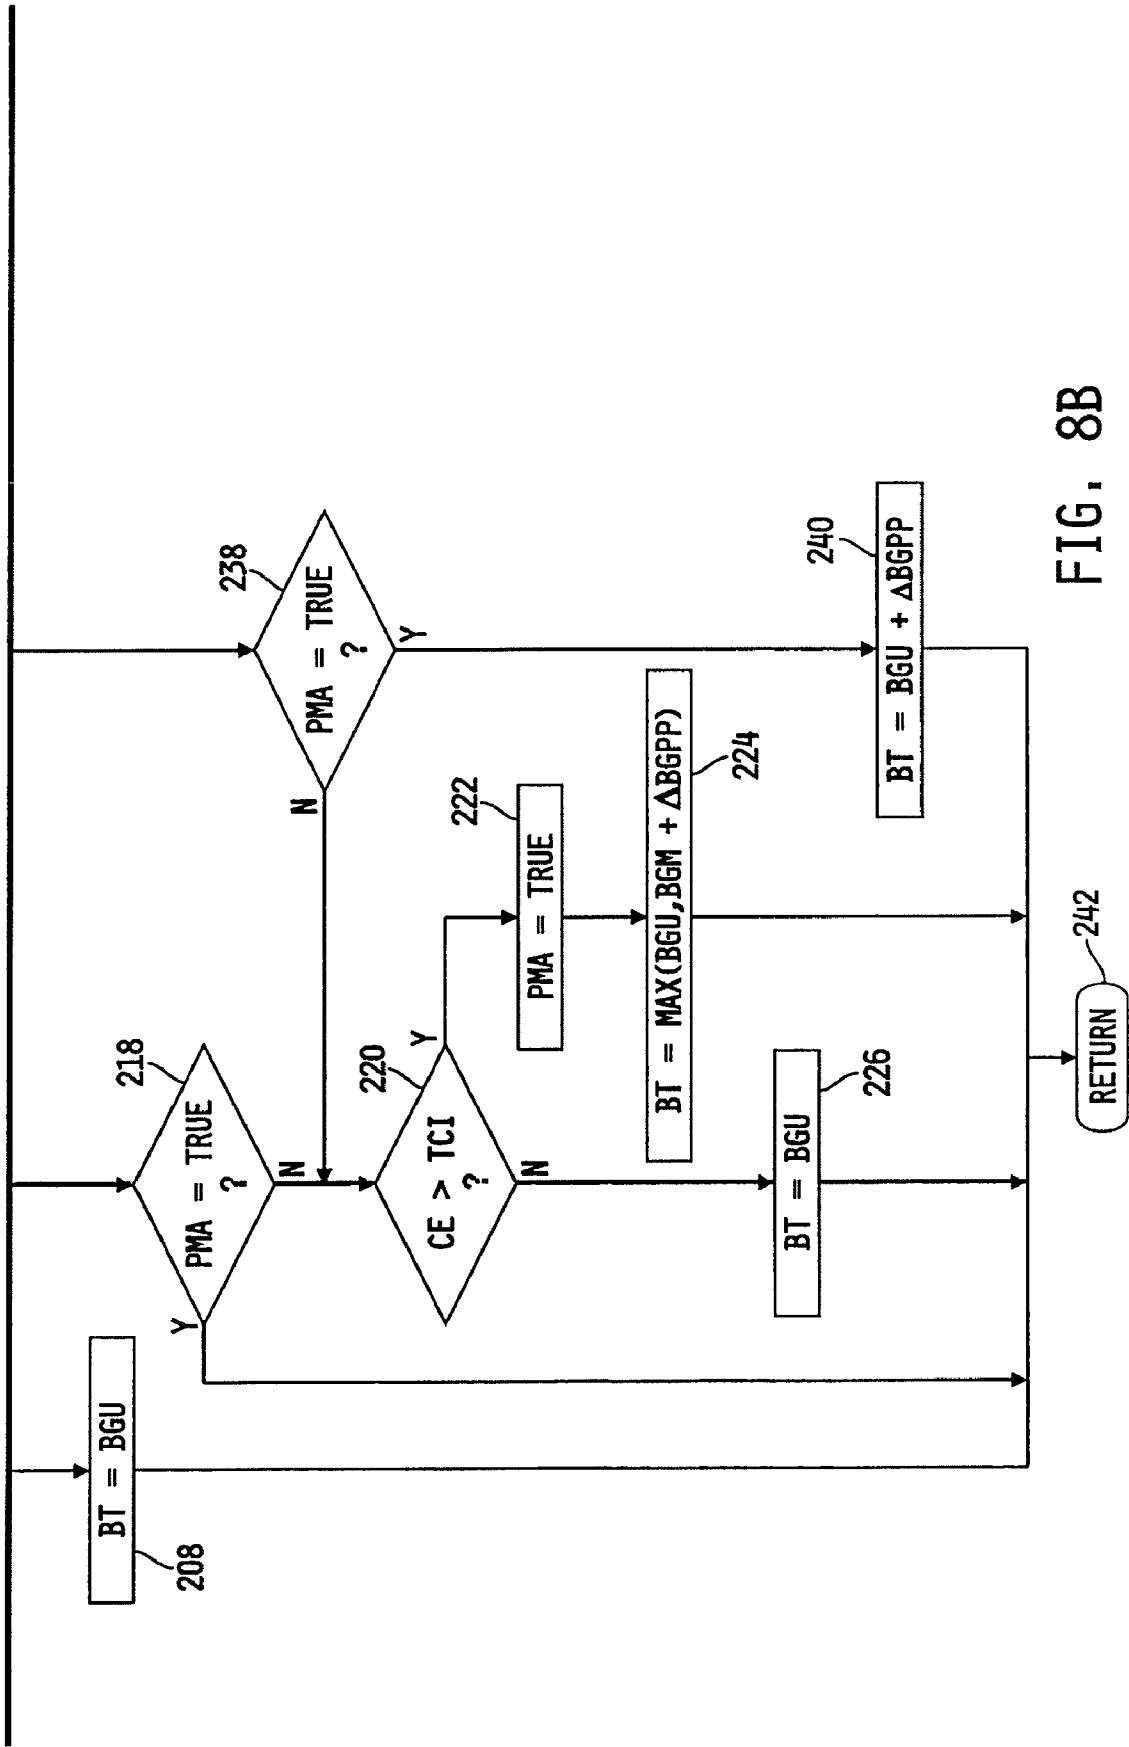 BT = BGU
208
218
PMA = TRUE
?
Y
N
238
PMA = TRUE
?
N
Y
220
CE > TCI
?
Y
N
222
PMA = TRUE
BT = MAX(BGU,BGM + ΔBGPP)
224
BT = BGU
226
240
BT = BGU + ΔBGPP
RETURN
242
FIG. 8B